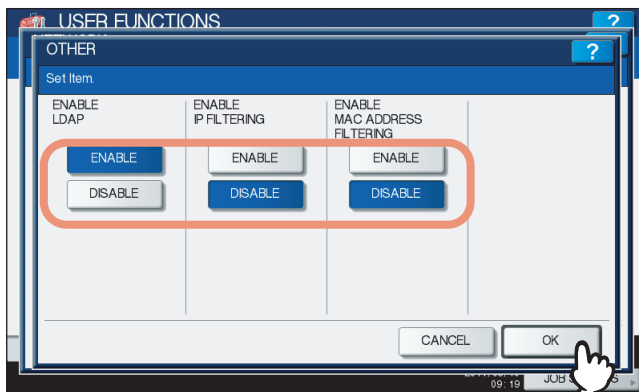 USER FUNCTIONS
?
OTHER
?
Set Item.
ENABLE
LDAP
ENABLE
IP FILTERING
ENABLE
MAC ADDRESS
FILTERING
ENABLE
ENABLE
ENABLE
DISABLE
DISABLE
DISABLE
CANCEL
OK
09: 19
JOB